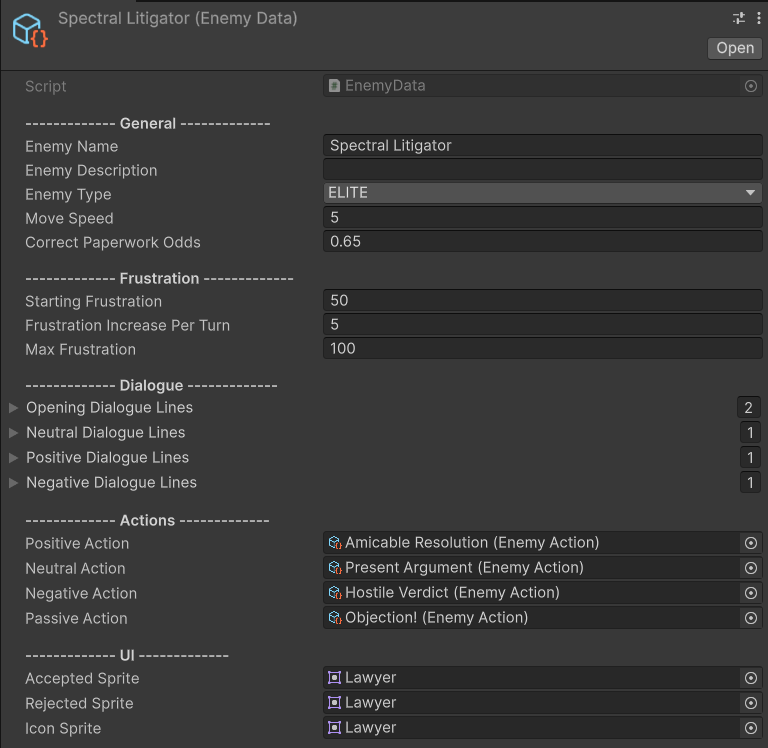 Spectral Litigator (Enemy Data)
Open
Script EnemyData
------------- General -------------
Enemy Name Spectral Litigator
Enemy Description
Enemy Type ELITE
Move Speed 5
Correct Paperwork Odds 0.65
------------- Frustration -------------
Starting Frustration 50
Frustration Increase Per Turn 5
Max Frustration 100
------------- Dialogue -------------
Opening Dialogue Lines 2
Neutral Dialogue Lines 1
Positive Dialogue Lines 1
Negative Dialogue Lines 1
------------- Actions -------------
Positive Action Amicable Resolution (Enemy Action)
Neutral Action Present Argument (Enemy Action)
Negative Action Hostile Verdict (Enemy Action)
Passive Action Objection! (Enemy Action)
------------- UI -------------
Accepted Sprite Lawyer
Rejected Sprite Lawyer
Icon Sprite Lawyer